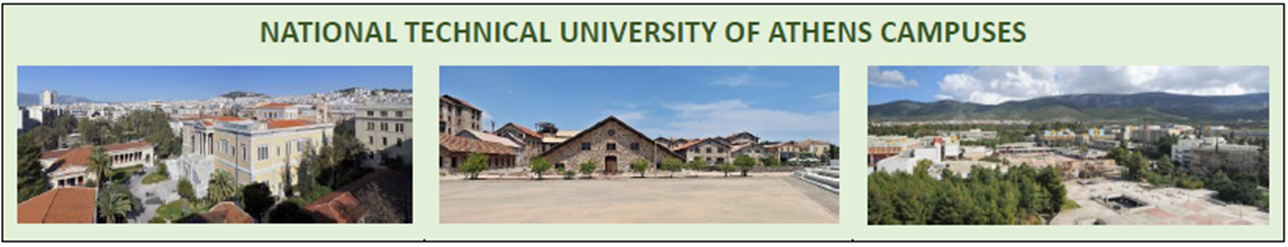 NATIONAL TECHNICAL UNIVERSITY OF ATHENS CAMPUSES